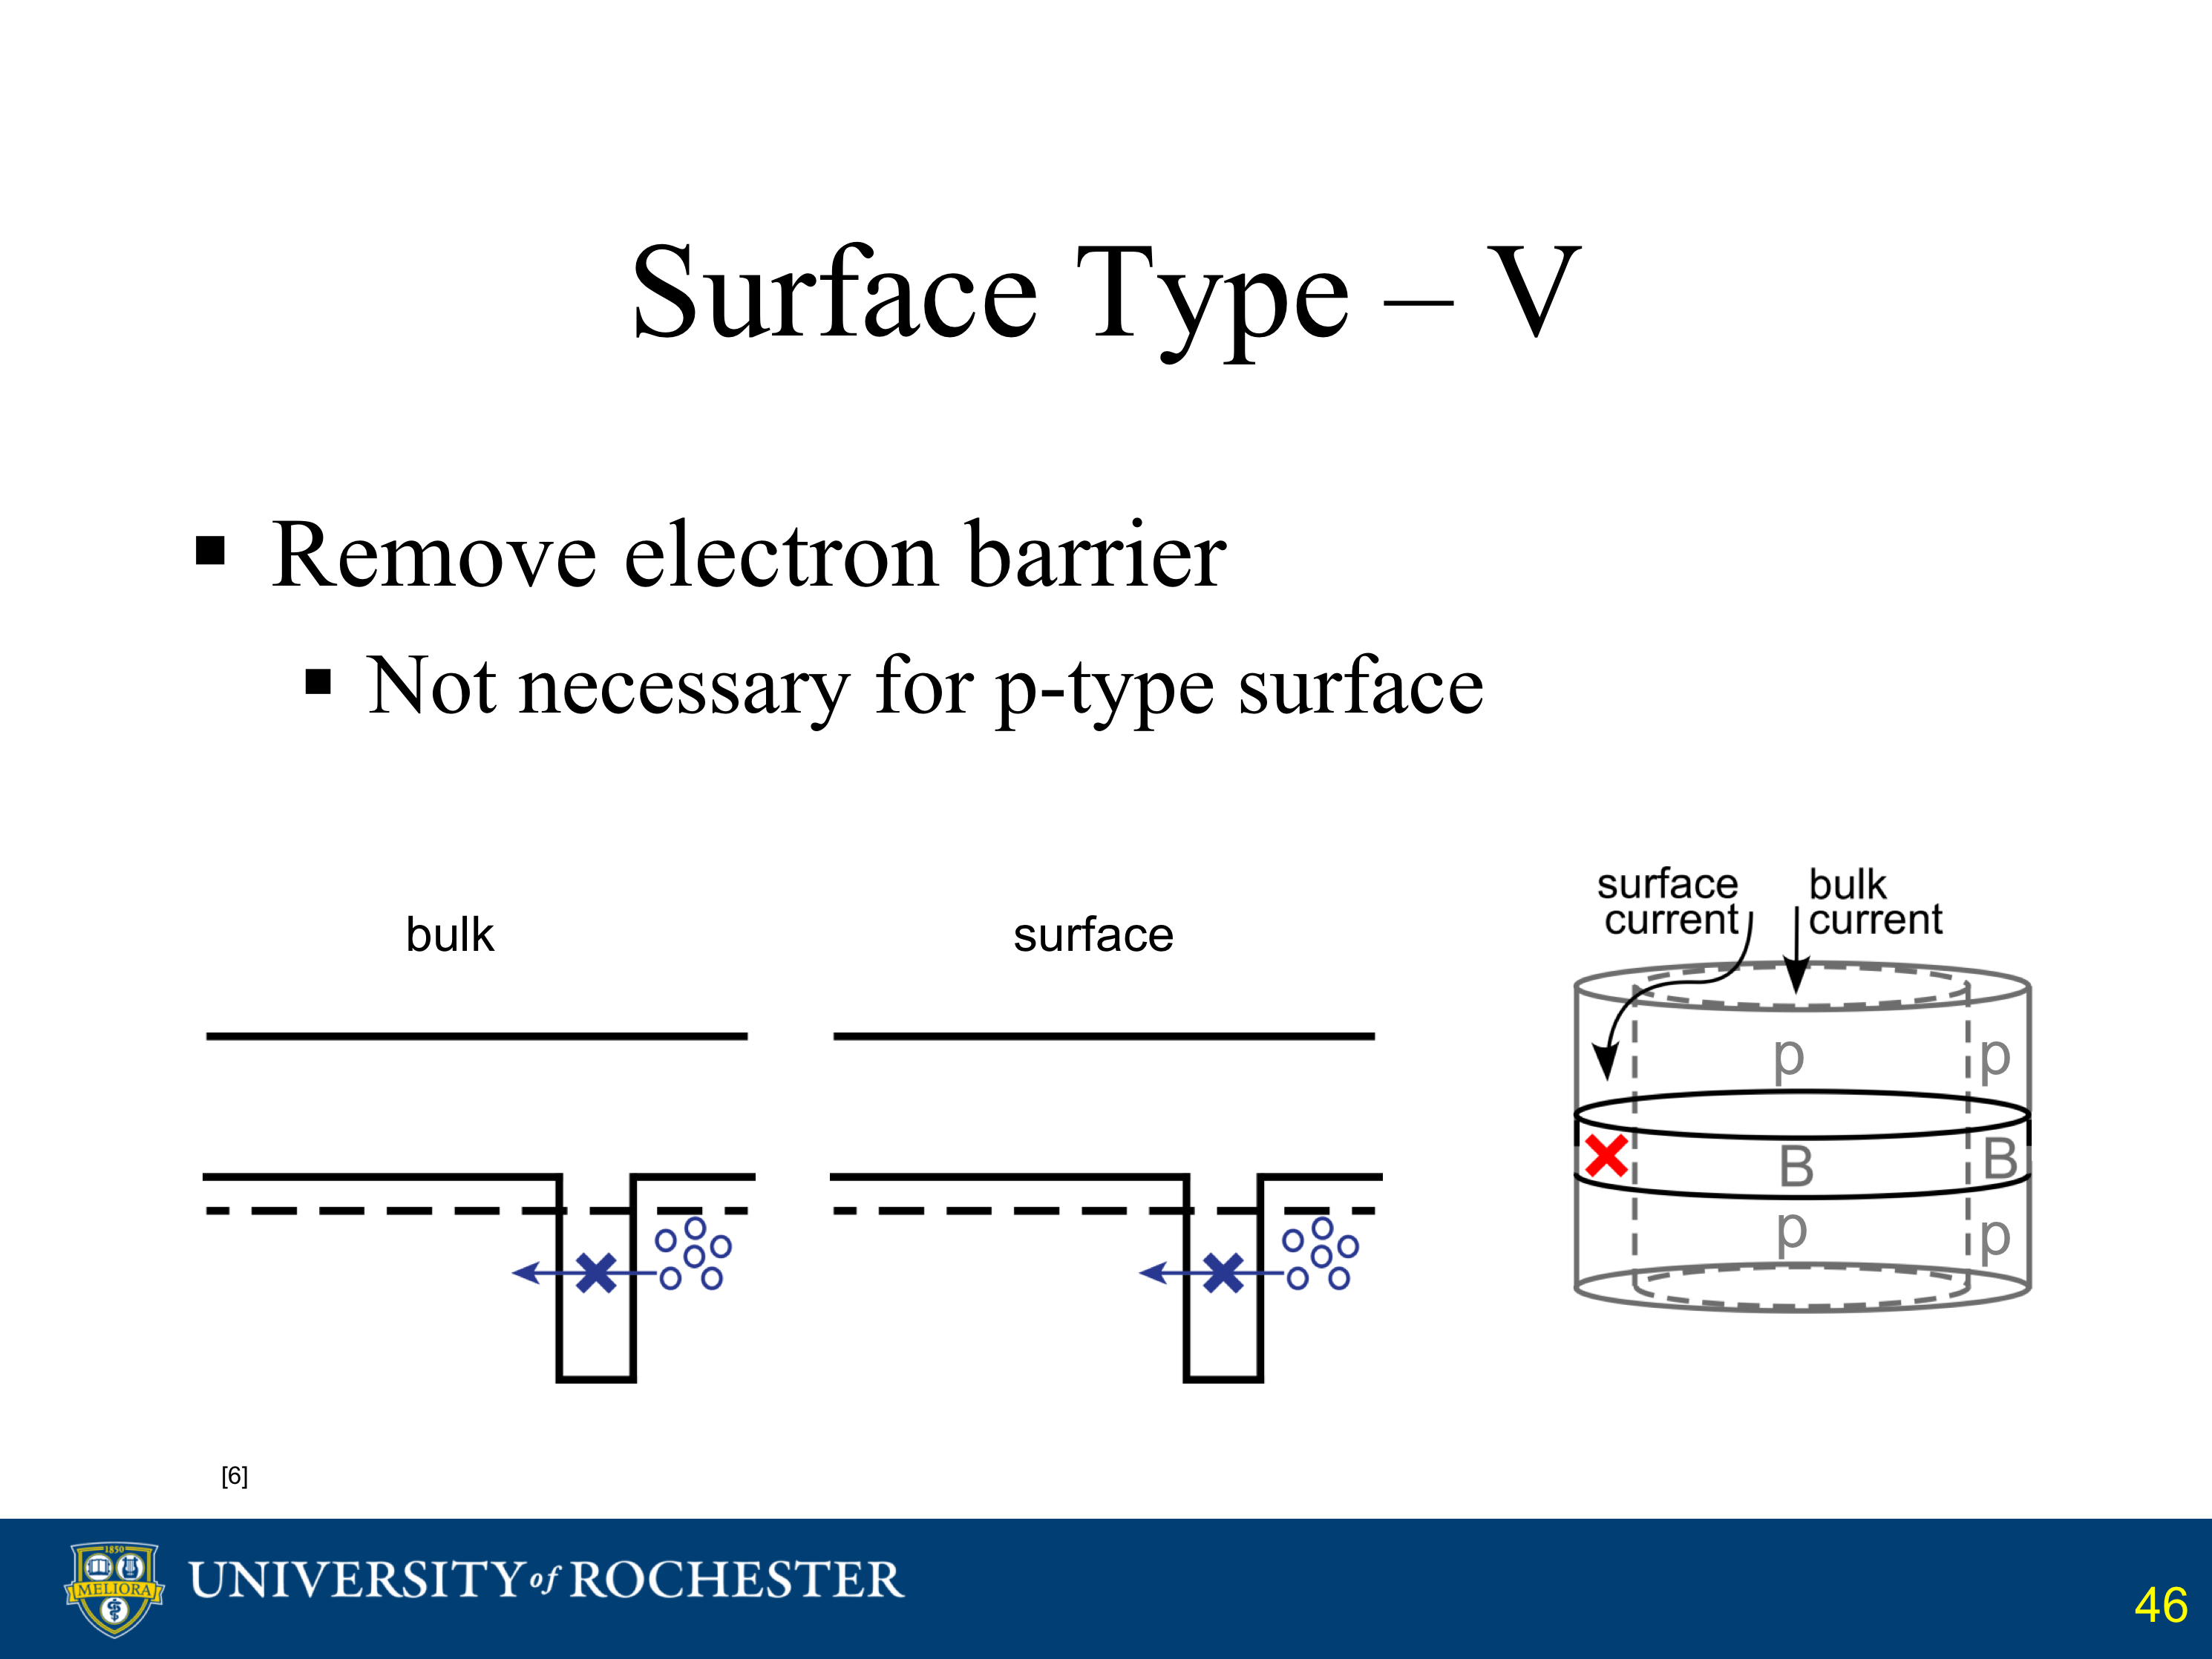 Surface Type – V
▪ Remove electron barrier
▪ Not necessary for p-type surface
bulk
surface
surface
current
bulk
current
p
p
B
B
p
p
[6]
1850
MELIORA
UNIVERSITY of ROCHESTER
46